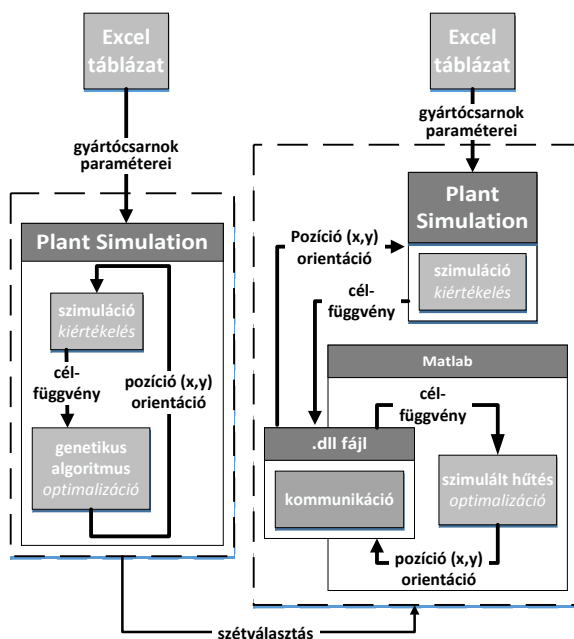 Excel
táblázat
gyártócsarnok
paraméterei
Plant Simulation
szimuláció
kiértékelés
cél-
függvény
pozíció (x,y)
orientáció
genetikus
algoritmus
optimalizáció
Excel
táblázat
gyártócsarnok
paraméterei
Plant
Simulation
Pozíció (x,y)
orientáció
szimuláció
kiértékelés
cél-
függvény
Matlab
cél-
függvény
.dll fájl
kommunikáció
szimulált hűtés
optimalizáció
pozíció (x,y)
orientáció
szétválasztás